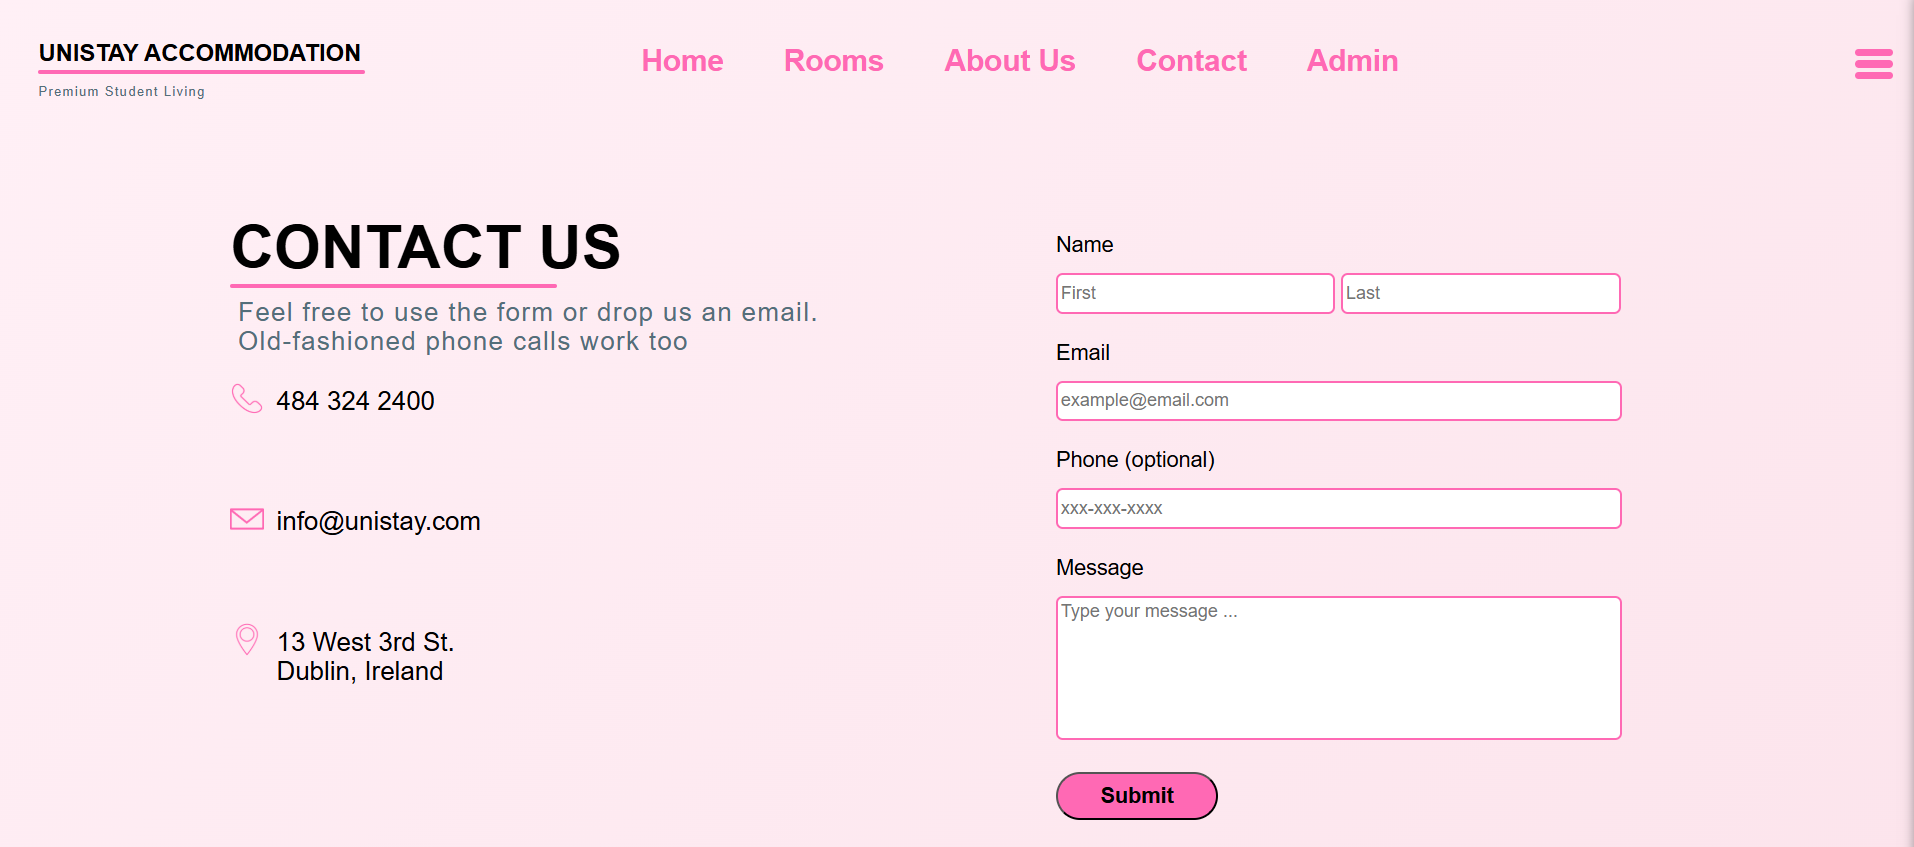 UNISTAY ACCOMMODATION
Premium Student Living
Home
Rooms
About Us
Contact
Admin
CONTACT US
Feel free to use the form or drop us an email.
Old-fashioned phone calls work too
484 324 2400
info@unistay.com
13 West 3rd St.
Dublin, Ireland
Name
First
Last
Email
example@email.com
Phone (optional)
xxx-xxx-xxxx
Message
Type your message ...
Submit